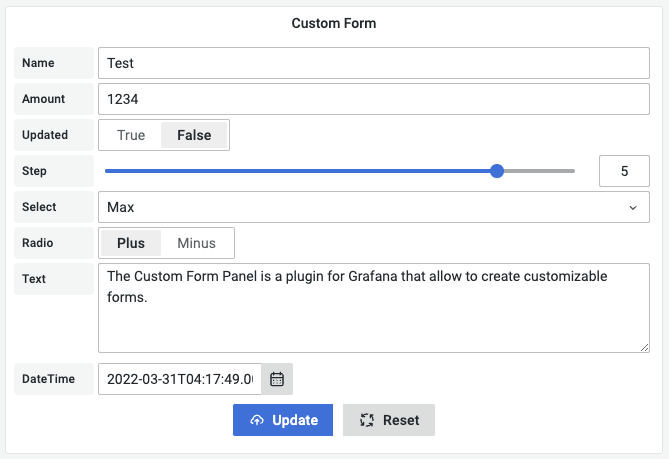 Custom Form
Name Test
Amount 1234
Updated True False
Step 5
Select Max
Radio Plus Minus
Text The Custom Form Panel is a plugin for Grafana that allow to create customizable
forms.
DateTime 2022-03-31T04:17:49.0
Update Reset